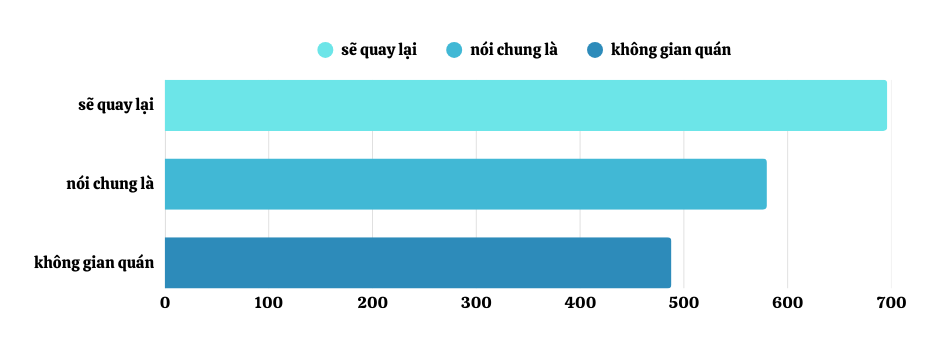 sẽ quay lại nói chung là không gian quán
sẽ quay lại
nói chung là
không gian quán
0 100 200 300 400 500 600 700